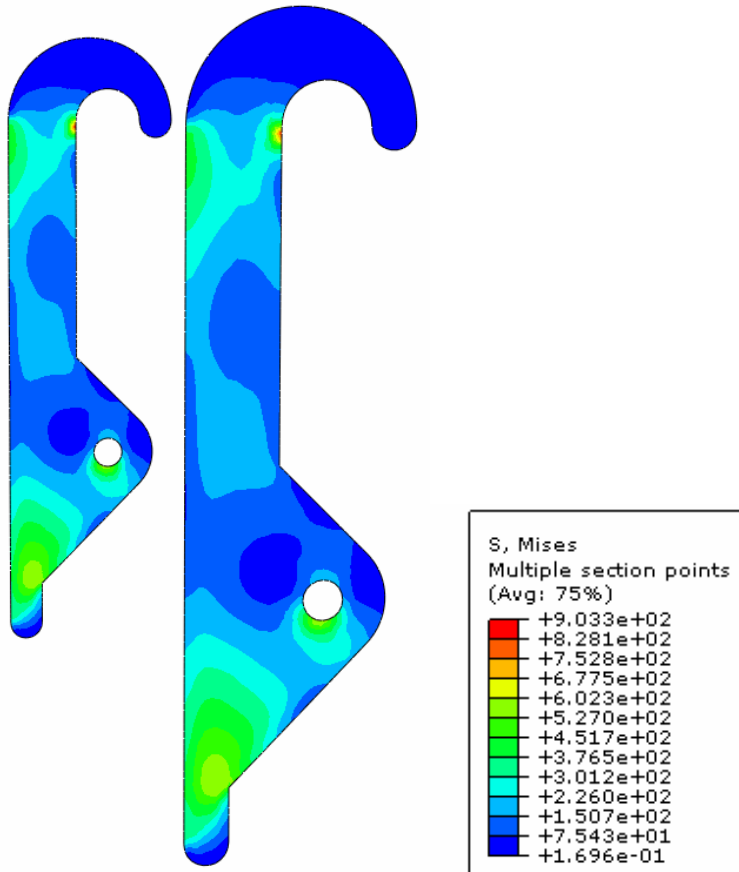 S, Mises
Multiple section points
(Avg: 75%)
+9.033e+02
+8.281e+02
+7.528e+02
+6.775e+02
+6.023e+02
+5.270e+02
+4.517e+02
+3.765e+02
+3.012e+02
+2.260e+02
+1.507e+02
+7.543e+01
+1.696e-01